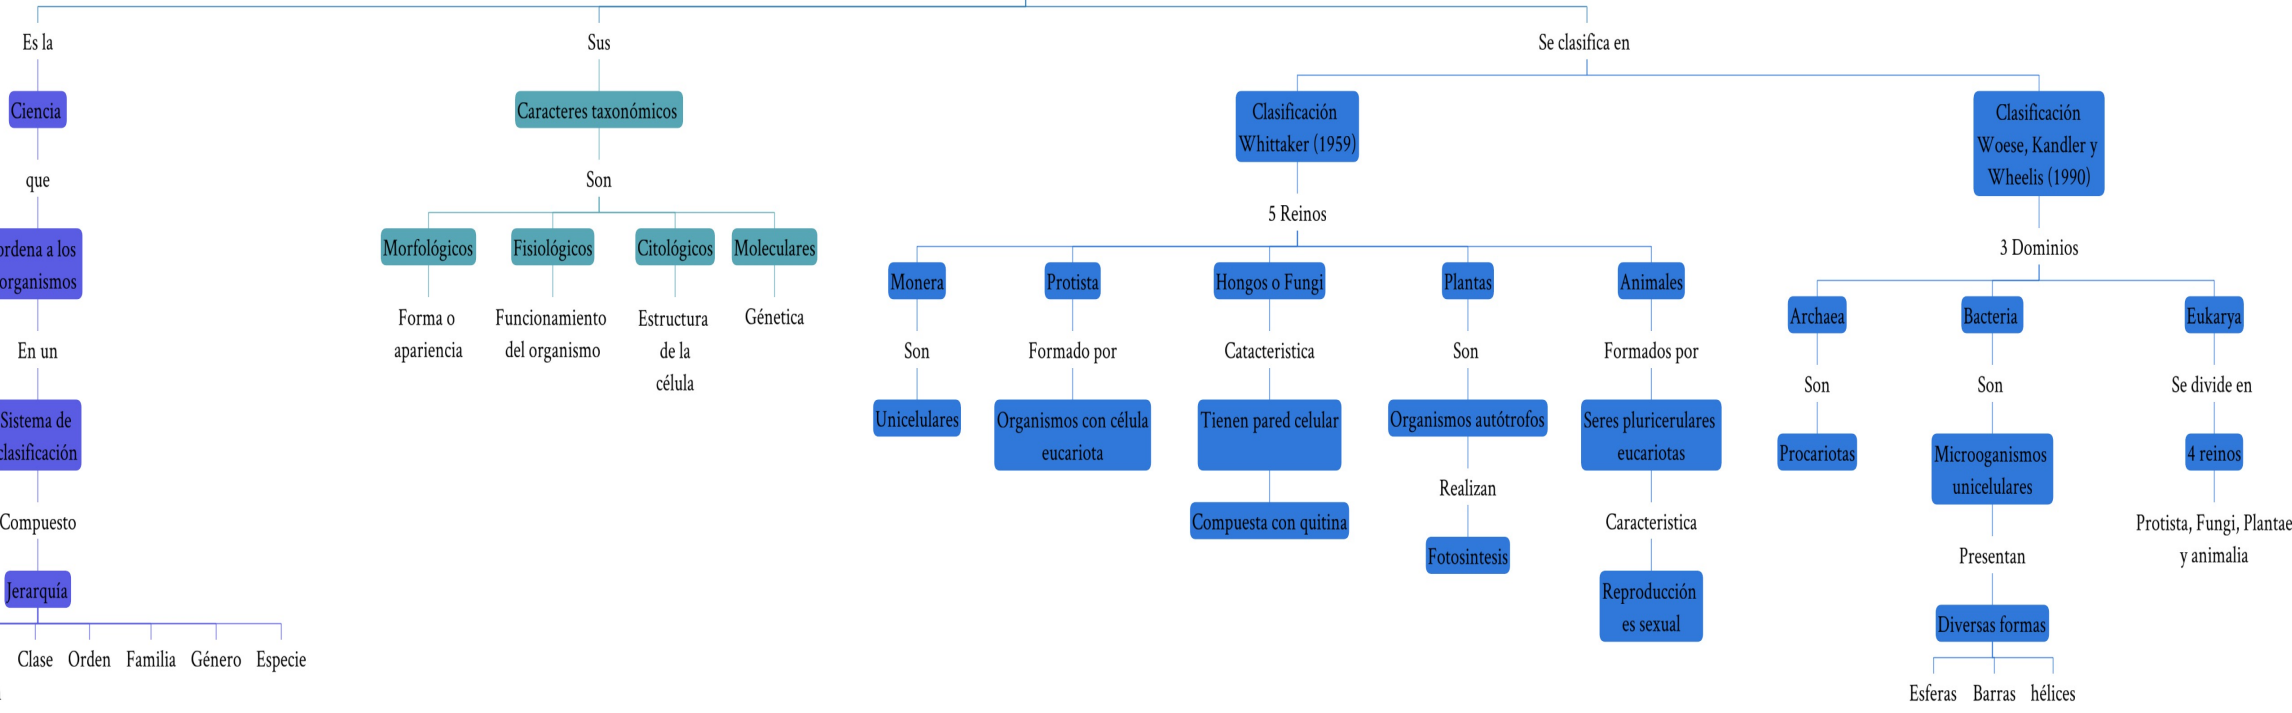 Es la
Ciencia
que
ordena a los
organismos
En un
Sistema de
clasificación
Compuesto
Jerarquía
Clase
Orden
Familia
Género
Especie
Sus
Caracteres taxonómicos
Son
Morfológicos
Forma o
apariencia
Fisiológicos
Funcionamiento
del organismo
Citológicos
Estructura
de la
célula
Moleculares
Génetica
Se clasifica en
Clasificación
Whittaker (1959)
5 Reinos
Monera
Son
Unicelulares
Protista
Formado por
Organismos con célula
eucariota
Hongos o Fungi
Catacteristica
Tienen pared celular
Compuesta con quitina
Plantas
Son
Organismos autótrofos
Realizan
Fotosintesis
Animales
Formados por
Seres pluricerulares
eucariotas
Caracteristica
Reproducción
es sexual
Clasificación
Woese, Kandler y
Wheelis (1990)
3 Dominios
Archaea
Son
Procariotas
Bacteria
Son
Microoganismos
unicelulares
Presentan
Diversas formas
Esferas
Barras
hélices
Eukarya
Se divide en
4 reinos
Protista, Fungi, Plantae
y animalia